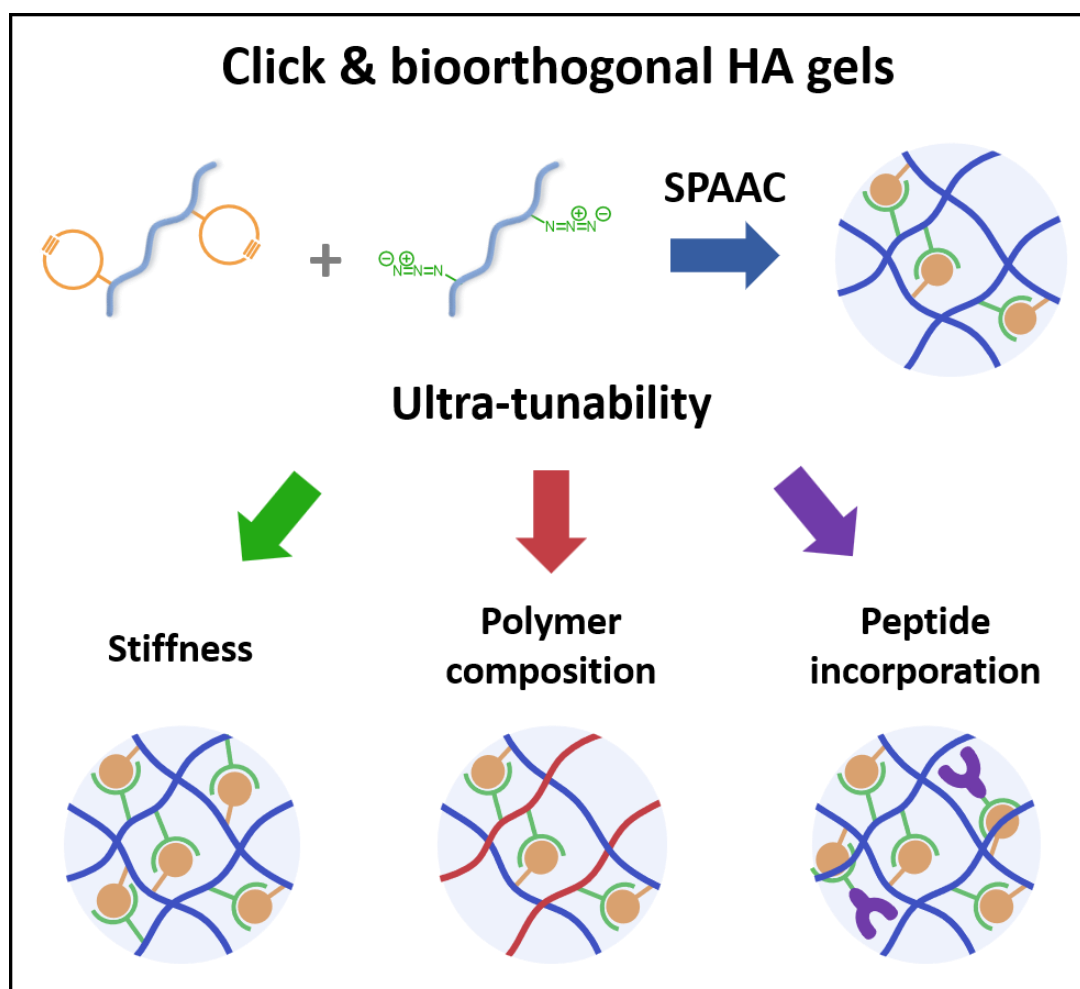 Click & bioorthogonal HA gels
SPAAC
+
N=N=N
⊕ ⊖
⊖ ⊕
N=N=N
Ultra-tunability
Stiffness
Polymer
composition
Peptide
incorporation